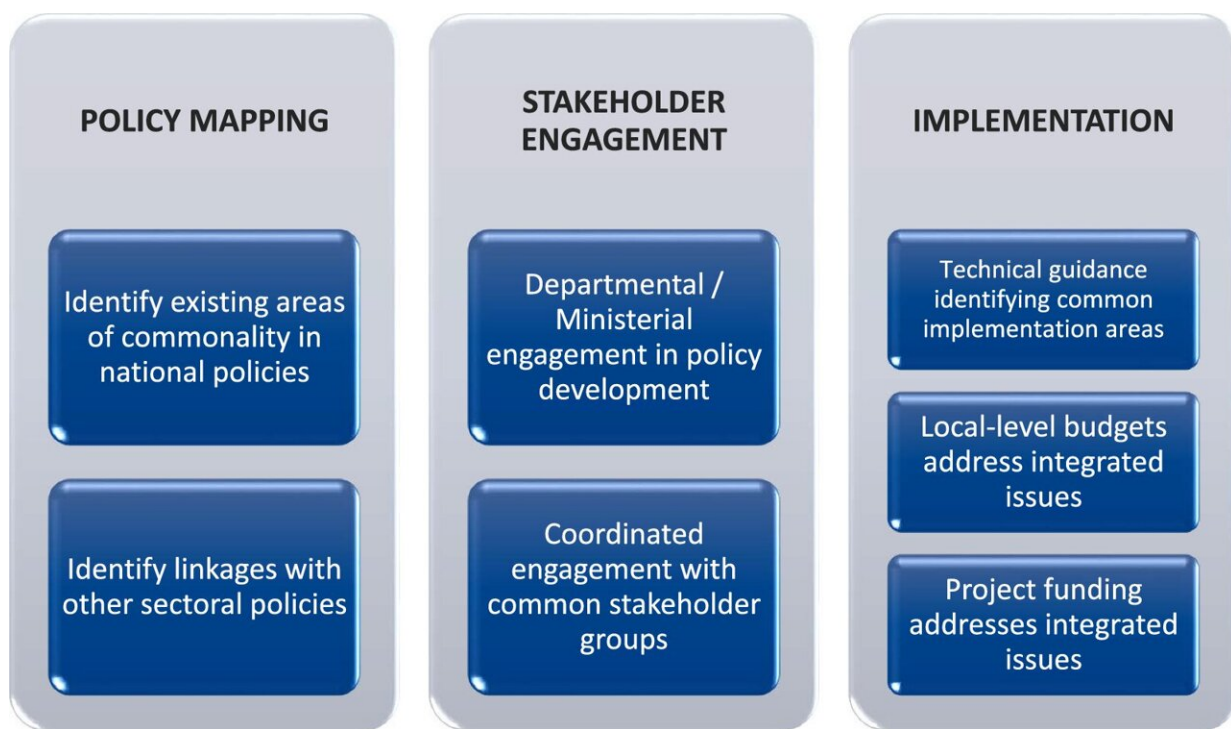 POLICY MAPPING
Identify existing areas
of commonality in
national policies
Identify linkages with
other sectoral policies
STAKEHOLDER
ENGAGEMENT
Departmental /
Ministerial
engagement in policy
development
Coordinated
engagement with
common stakeholder
groups
IMPLEMENTATION
Technical guidance
identifying common
implementation areas
Local-level budgets
address integrated
issues
Project funding
addresses integrated
issues